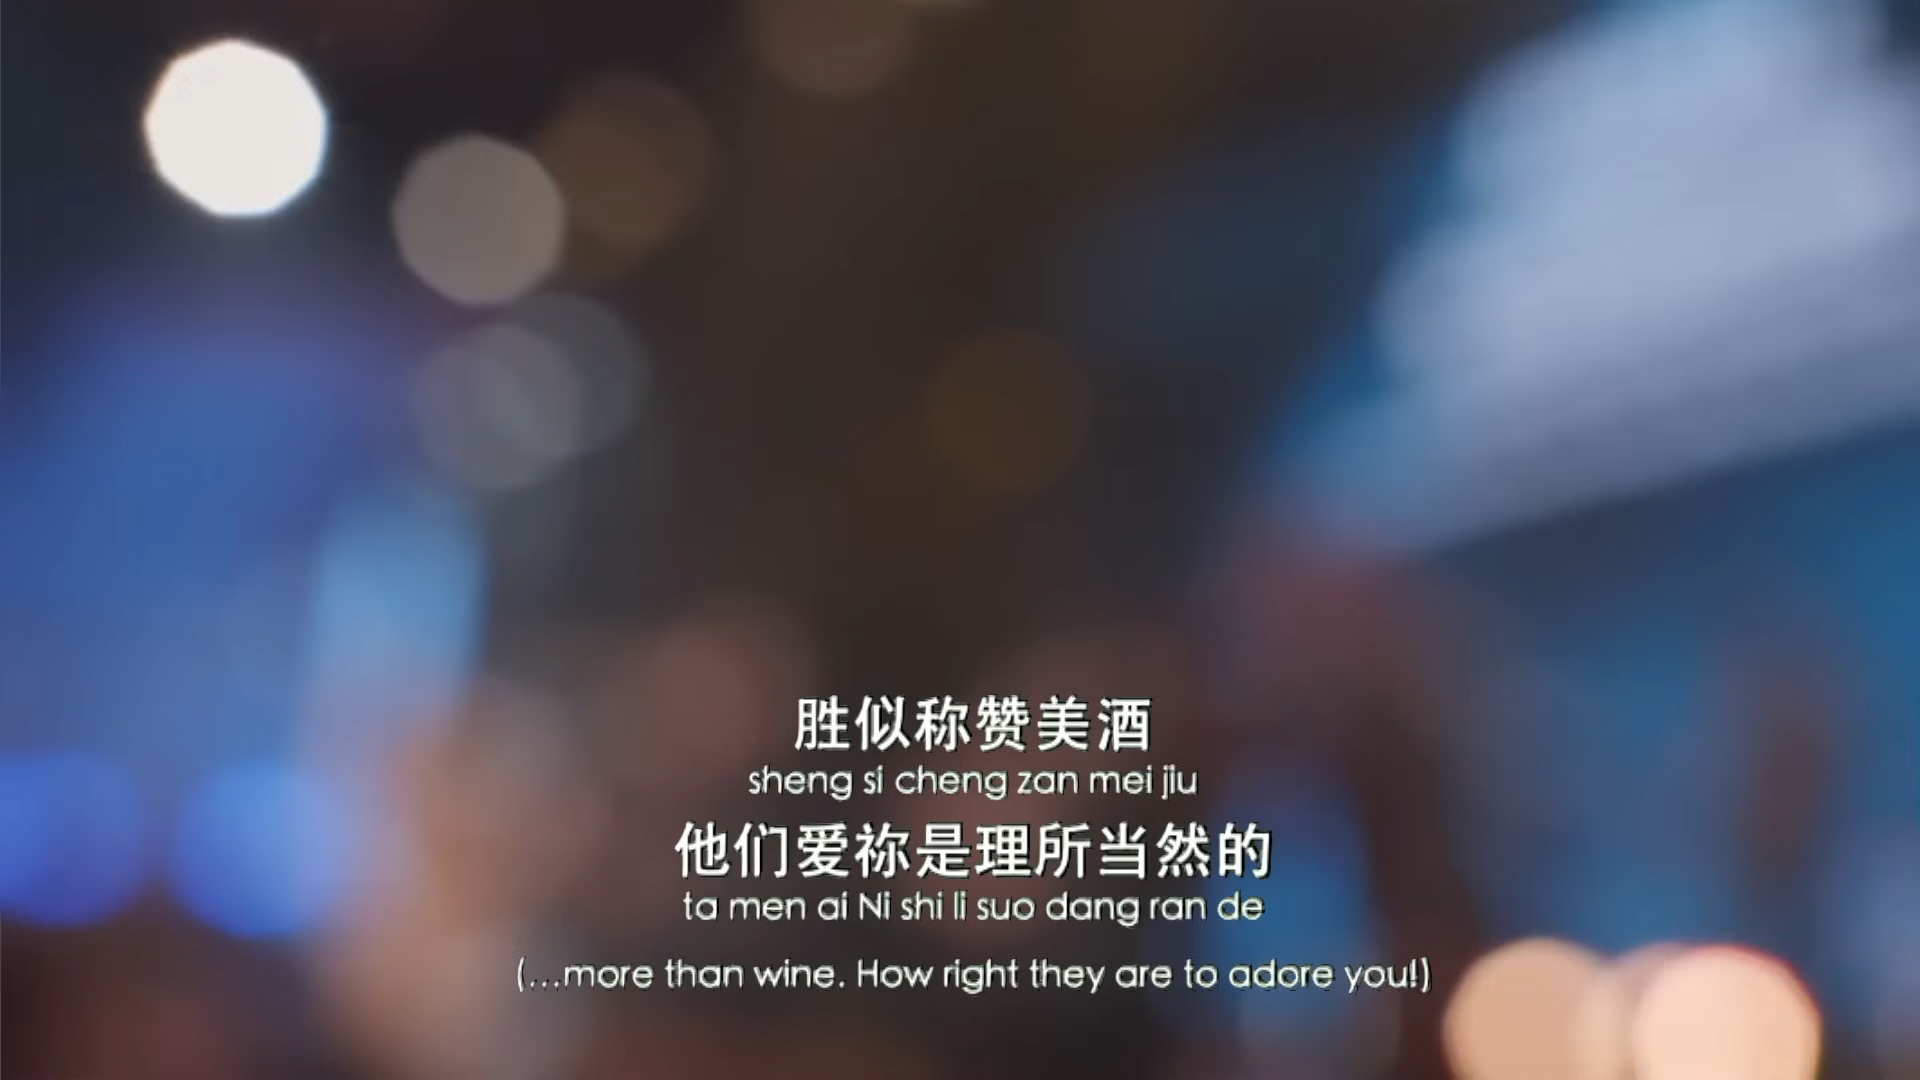 胜似称赞美酒
sheng si cheng zan mei jiu
他们爱祢是理所当然的
ta men ai Ni shi li suo dang ran de
(...more than wine. How right they are to adore you!)